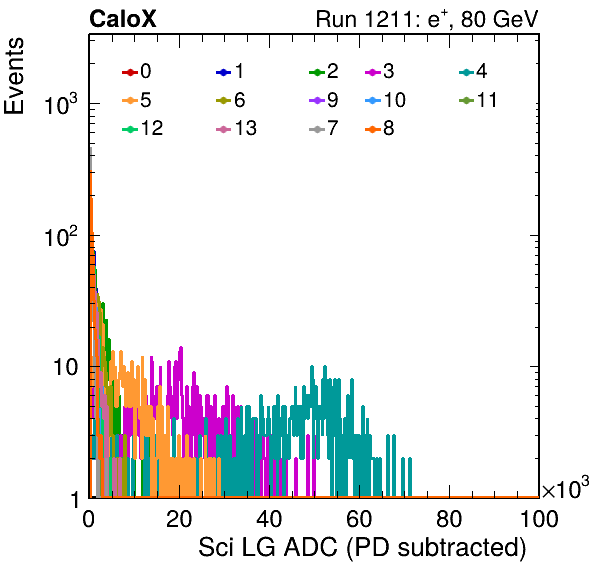 CaloX Run 1211: e⁺, 80 GeV
Events
0 1 2 3 4
5 6 9 10 11
12 13 7 8
10³
10²
10
1
0 20 40 60 80 100
×10³
Sci LG ADC (PD subtracted)